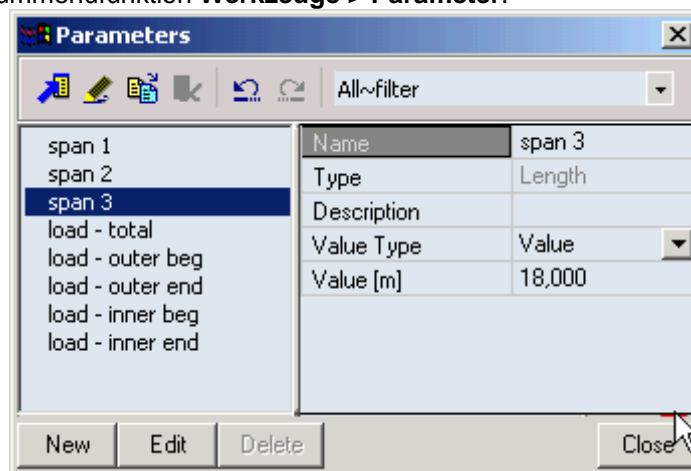 Werkzeuge > Parameter.
Parameters
All~filter
span 1
span 2
span 3
load - total
load - outer beg
load - outer end
load - inner beg
load - inner end
Name span 3
Type Length
Description
Value Type Value
Value [m] 18,000
New Edit Delete Close